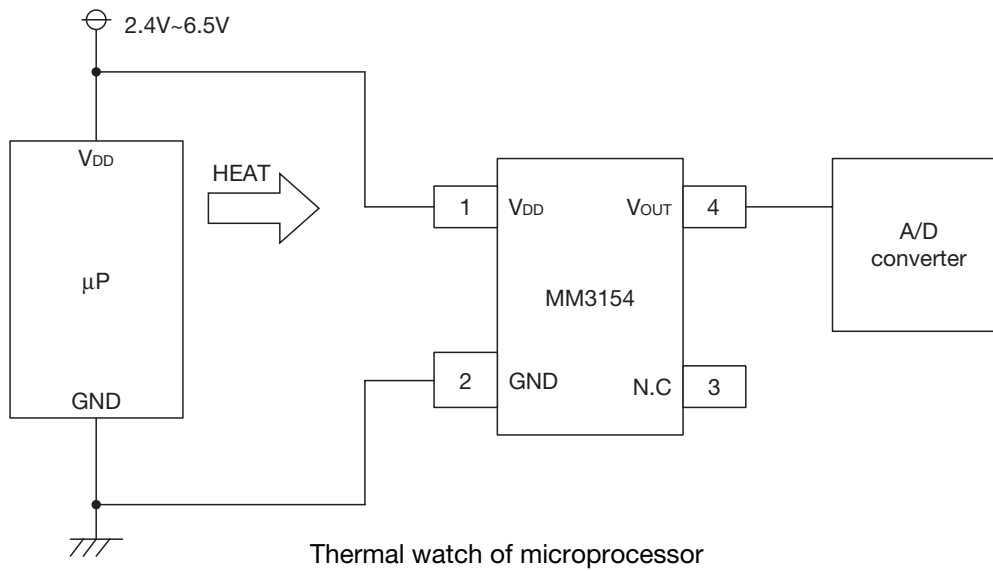 2.4V~6.5V
VDD
HEAT
μP
GND
1
VDD
VOUT
4
MM3154
2
GND
N.C
3
A/D
converter
Thermal watch of microprocessor